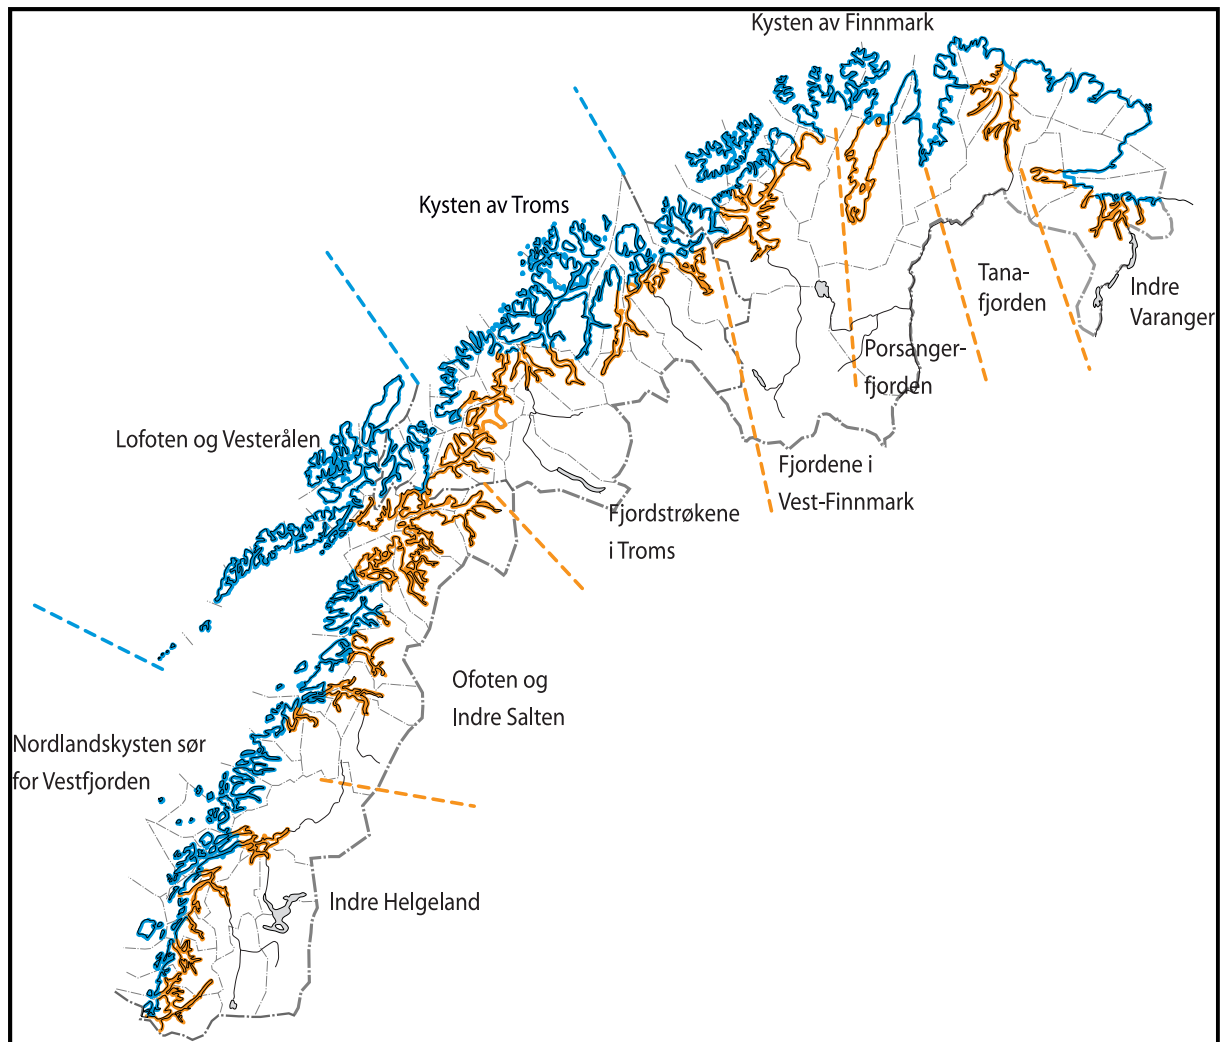 Kysten av Finnmark
Kysten av Troms
Tana-
fjorden
Indre
Varanger
Porsanger-
fjorden
Lofoten og Vesterålen
Fjordene i
Vest-Finnmark
Fjordstrøkene
i Troms
Ofoten og
Indre Salten
Nordlandskysten sør
for Vestfjorden
Indre Helgeland